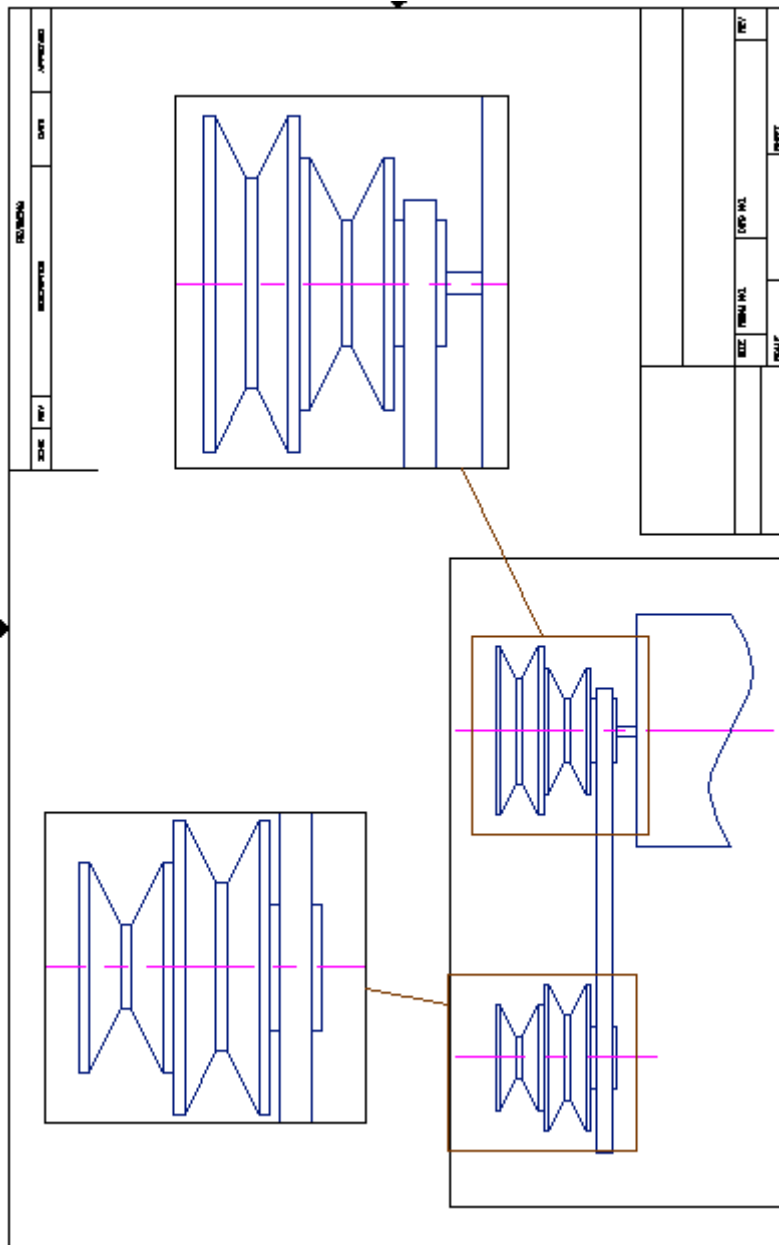 REVISIONS
ZONE REV DESCRIPTION DATE APPROVED
SIZE FSCM NO. DWG NO. REV
SCALE SHEET